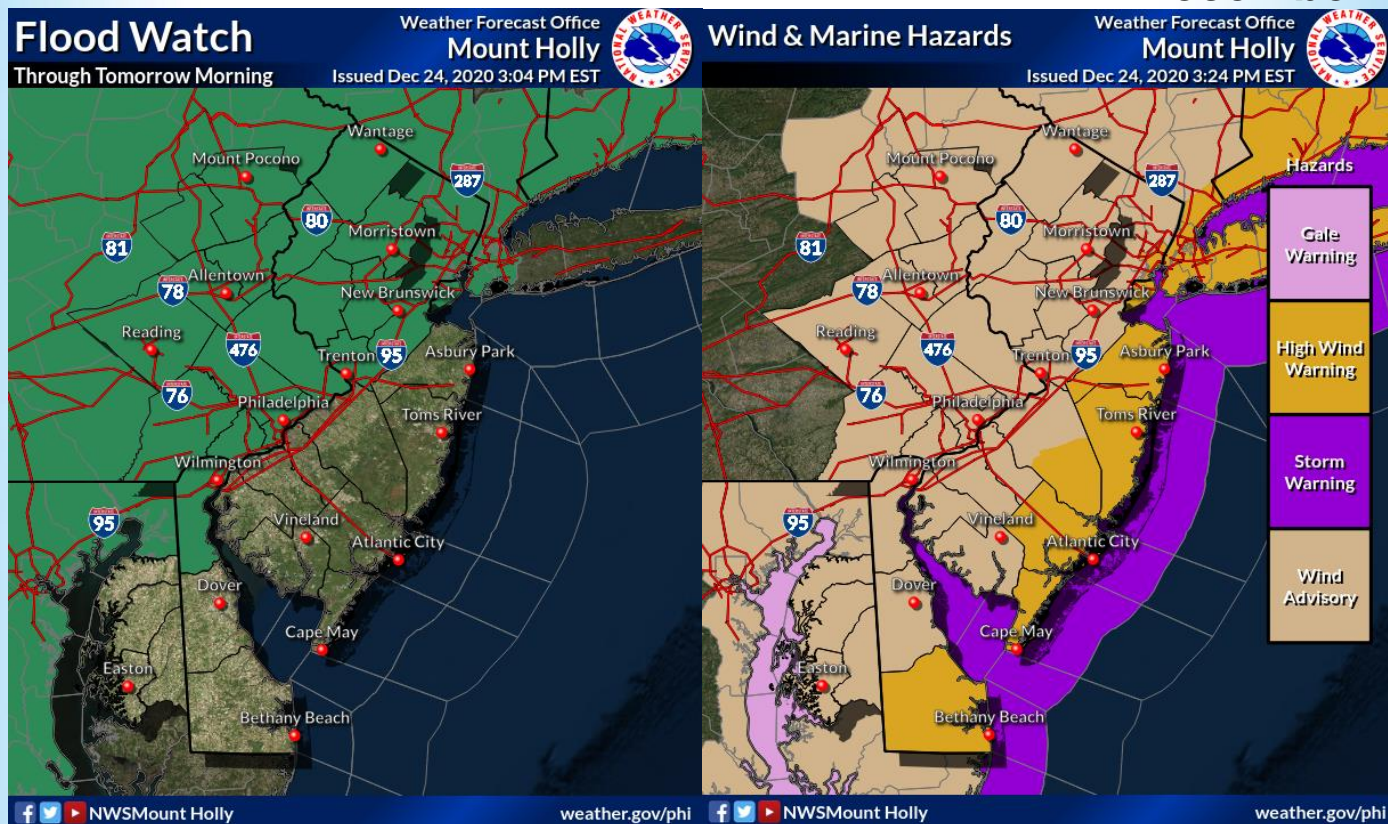 Flood Watch
Through Tomorrow Morning
Weather Forecast Office
Mount Holly
Issued Dec 24, 2020 3:04 PM EST
NATIONAL WEATHER SERVICE
Wantage
Mount Pocono
287
80
Morristown
81
Allentown
78
New Brunswick
Reading
476
Trenton
95
Asbury Park
76
Philadelphia
Toms River
Wilmington
95
Vineland
Atlantic City
Dover
Cape May
Easton
Bethany Beach
NWSMount Holly
weather.gov/phi
Wind & Marine Hazards
Weather Forecast Office
Mount Holly
Issued Dec 24, 2020 3:24 PM EST
NATIONAL WEATHER SERVICE
Wantage
Mount Pocono
287
80
Morristown
81
Allentown
78
New Brunswick
Reading
476
Trenton
95
Asbury Park
76
Philadelphia
Toms River
Wilmington
95
Vineland
Atlantic City
Dover
Cape May
Easton
Bethany Beach
Hazards
Gale
Warning
High Wind
Warning
Storm
Warning
Wind
Advisory
NWSMount Holly
weather.gov/phi